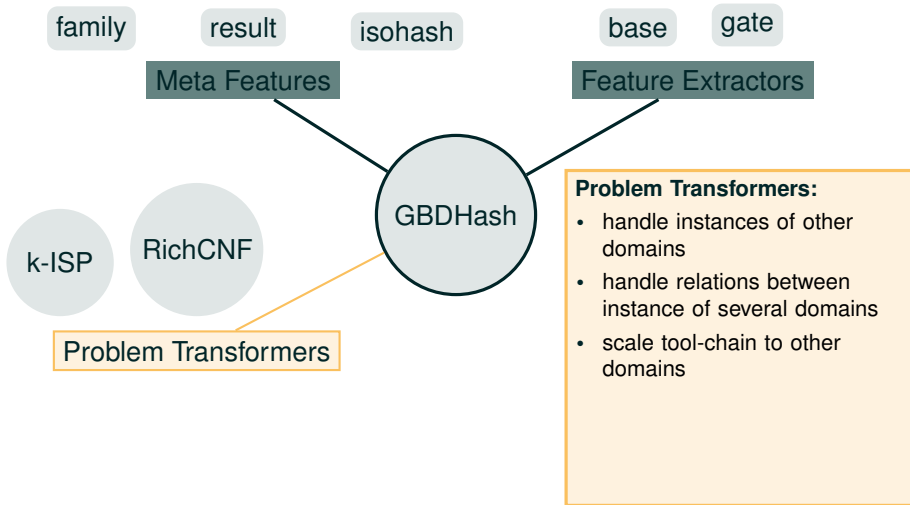 family
result
isohash
base
gate
Meta Features
Feature Extractors
GBDHash
k-ISP
RichCNF
Problem Transformers
Problem Transformers:
• handle instances of other
domains
• handle relations between
instance of several domains
• scale tool-chain to other
domains